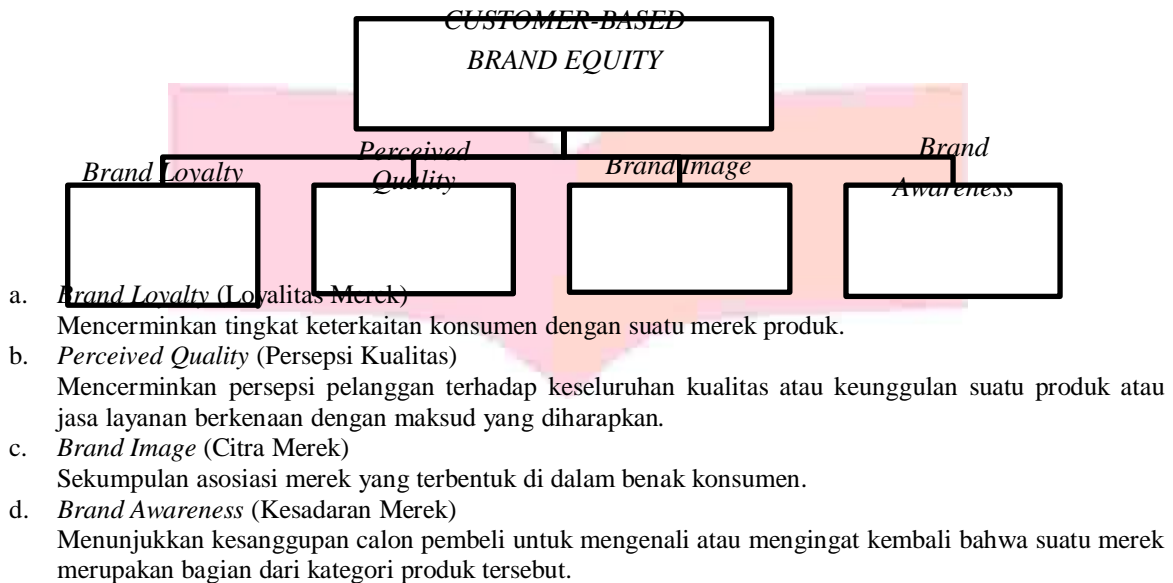 CUSTOMER-BASED
BRAND EQUITY
Brand Loyalty
Perceived
Quality
Brand Image
Brand
Awareness
a. Brand Loyalty (Loyalitas Merek)
Mencerminkan tingkat keterkaitan konsumen dengan suatu merek produk.
b. Perceived Quality (Persepsi Kualitas)
Mencerminkan persepsi pelanggan terhadap keseluruhan kualitas atau keunggulan suatu produk atau
jasa layanan berkenaan dengan maksud yang diharapkan.
c. Brand Image (Citra Merek)
Sekumpulan asosiasi merek yang terbentuk di dalam benak konsumen.
d. Brand Awareness (Kesadaran Merek)
Menunjukkan kesanggupan calon pembeli untuk mengenali atau mengingat kembali bahwa suatu merek
merupakan bagian dari kategori produk tersebut.